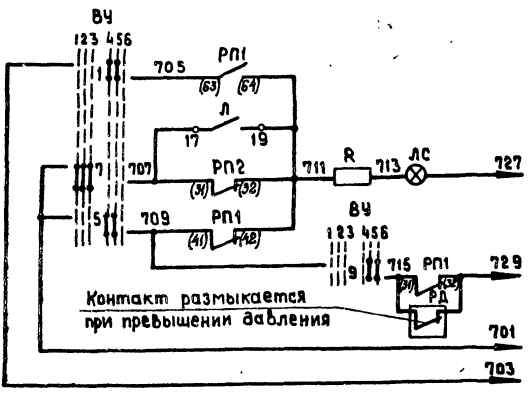 ВУ
123 456
1 705 РП1
(63) (64)
Л
17 19
7 707 РП2 711 R 713 ЛС 727
(31) (32)
5 709 РП1
(41) (42)
ВУ
123 456
9 715 РП1 729
(31) (32)
РД
Контакт размыкается
при превышении давления
701
703